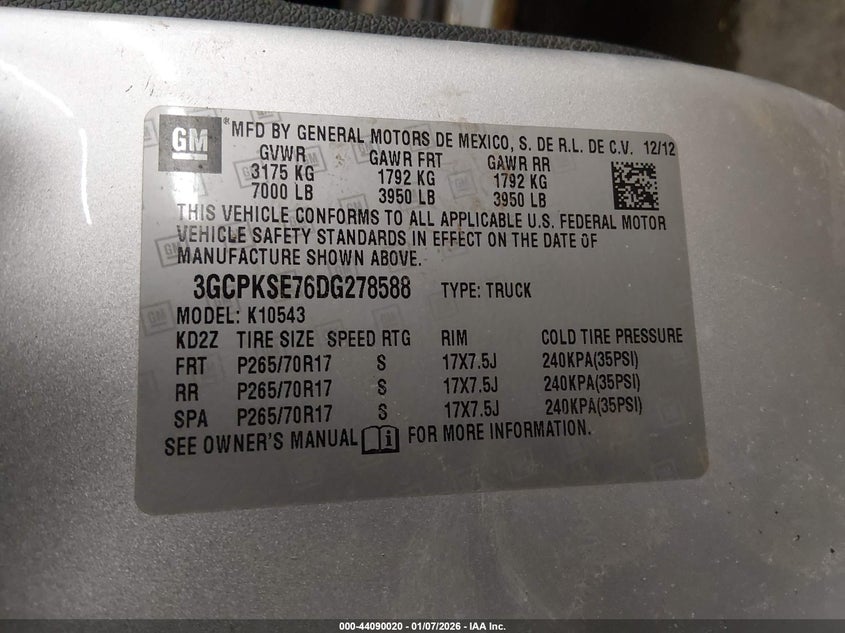 GM ® MFD BY GENERAL MOTORS DE MEXICO, S. DE R.L. DE C.V. 12/12
GVWR GAWR FRT GAWR RR
3175 KG 1792 KG 1792 KG
7000 LB 3950 LB 3950 LB
THIS VEHICLE CONFORMS TO ALL APPLICABLE U.S. FEDERAL MOTOR
VEHICLE SAFETY STANDARDS IN EFFECT ON THE DATE OF
MANUFACTURE SHOWN ABOVE.
3GCPKSE76DG278588 TYPE: TRUCK
MODEL: K10543
KD2Z TIRE SIZE SPEED RTG RIM COLD TIRE PRESSURE
FRT P265/70R17 S 17X7.5J 240KPA(35PSI)
RR P265/70R17 S 17X7.5J 240KPA(35PSI)
SPA P265/70R17 S 17X7.5J 240KPA(35PSI)
SEE OWNER'S MANUAL i FOR MORE INFORMATION.
000-44090020 - 01/07/2026 - IAA Inc.